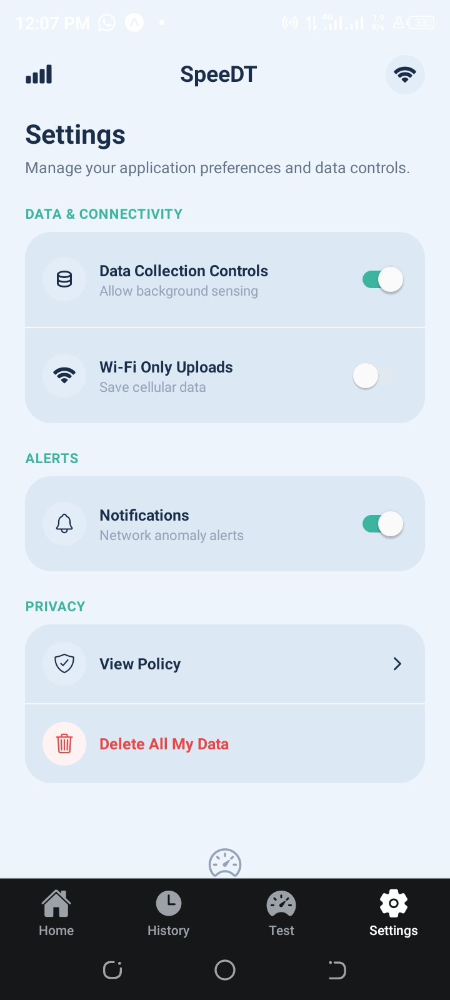 12:07 PM
4G
1.9
K/s
33
SpeeDT
Settings
Manage your application preferences and data controls.
DATA & CONNECTIVITY
Data Collection Controls
Allow background sensing
Wi-Fi Only Uploads
Save cellular data
ALERTS
Notifications
Network anomaly alerts
PRIVACY
View Policy
Delete All My Data
Home
History
Test
Settings